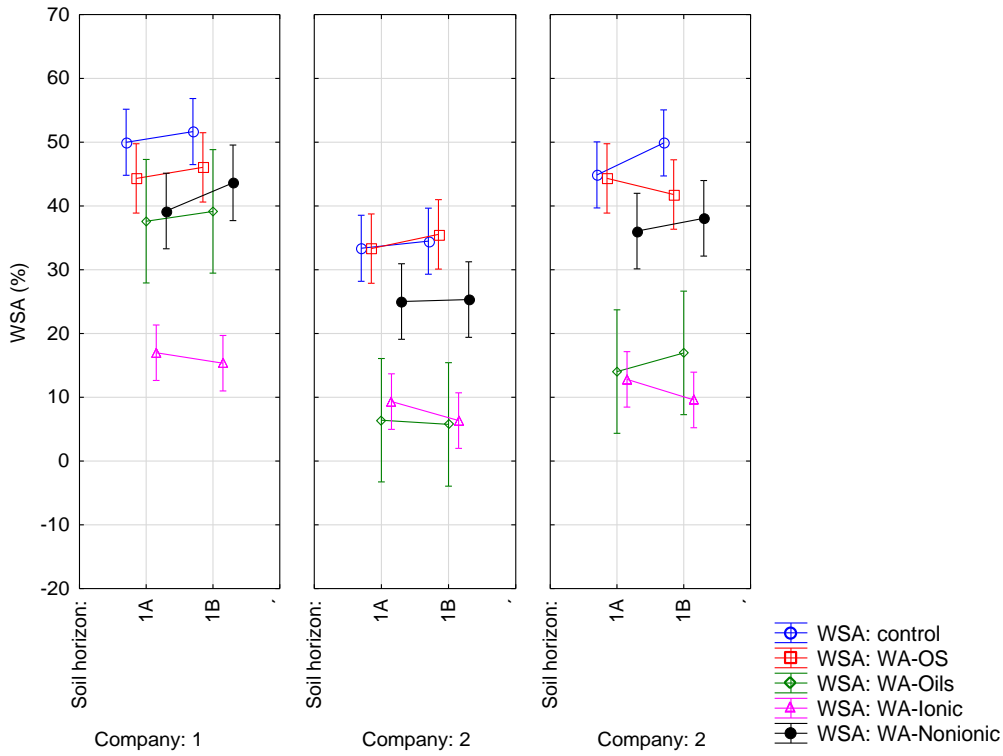 70
60
50
40
30
20
10
0
-10
-20
WSA (%)
Soil horizon:
1A
1B
Soil horizon:
1A
1B
Soil horizon:
1A
1B
Company: 1
Company: 2
Company: 2
WSA: control
WSA: WA-OS
WSA: WA-Oils
WSA: WA-Ionic
WSA: WA-Nonionic